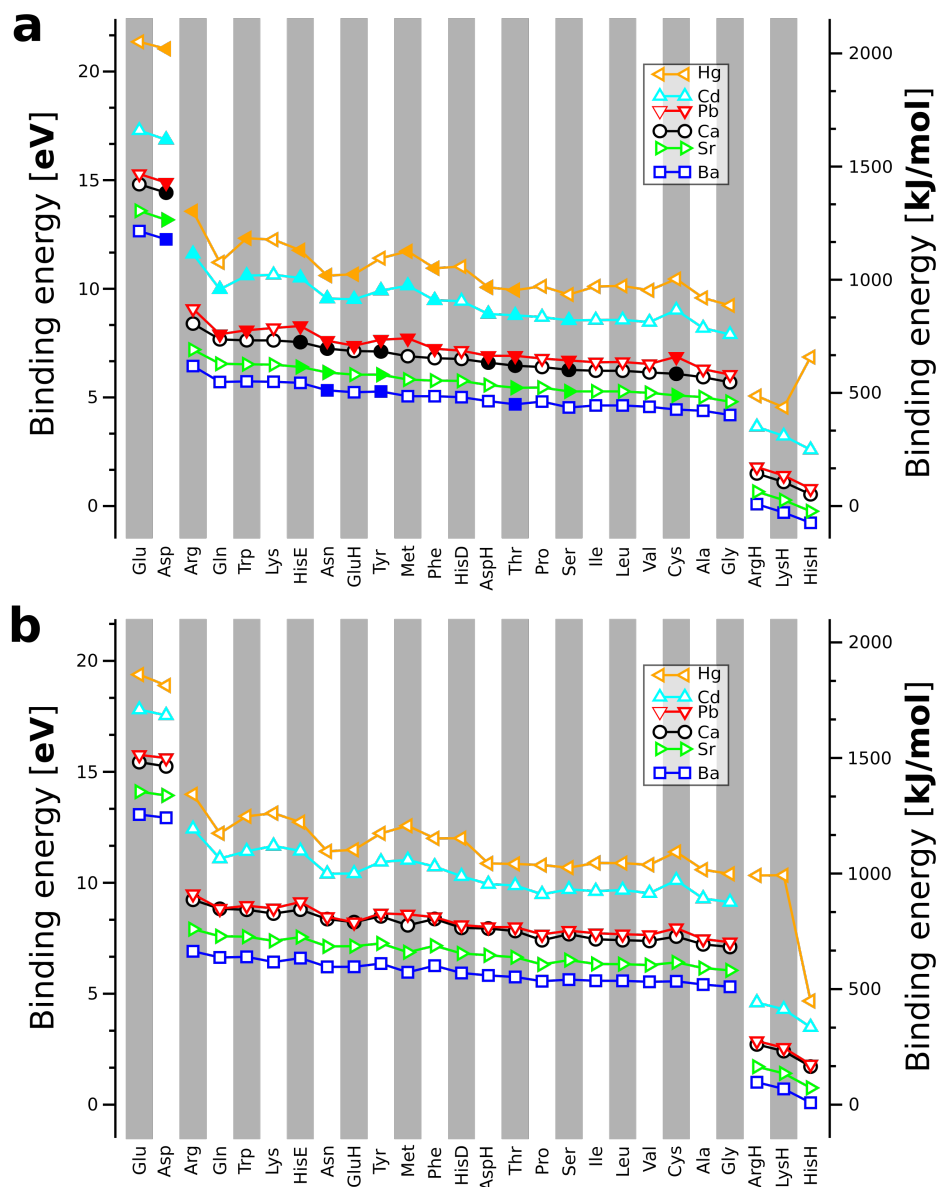 a
Binding energy [eV]
20
15
10
5
0
Hg
Cd
Pb
Ca
Sr
Ba
2000
1500
1000
500
0
Binding energy [kJ/mol]
Glu Asp Arg Gln Trp Lys HisE Asn GluH Tyr Met Phe HisD AspH Thr Pro Ser Ile Leu Val Cys Ala Gly ArgH LysH HisH
b
Binding energy [eV]
20
15
10
5
0
Hg
Cd
Pb
Ca
Sr
Ba
2000
1500
1000
500
0
Binding energy [kJ/mol]
Glu Asp Arg Gln Trp Lys HisE Asn GluH Tyr Met Phe HisD AspH Thr Pro Ser Ile Leu Val Cys Ala Gly ArgH LysH HisH